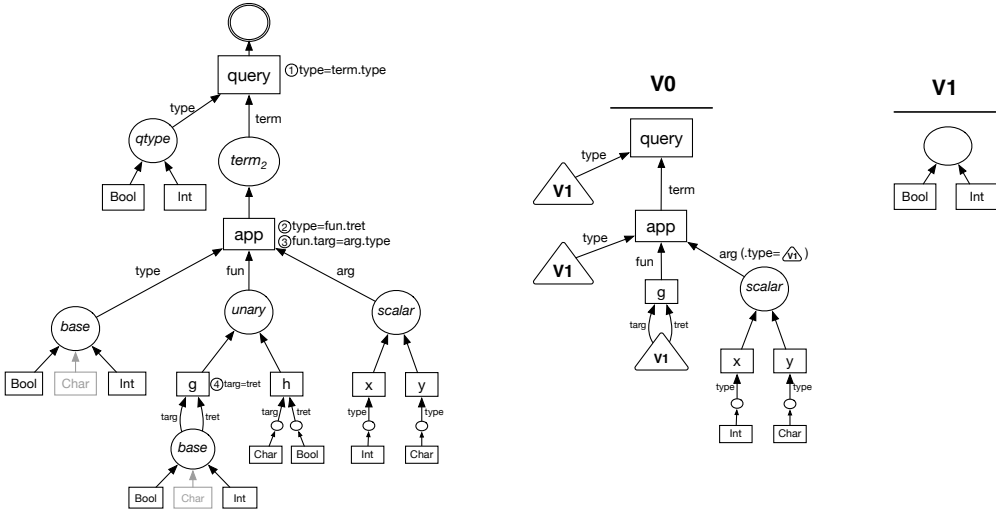 query ①type=term.type
type
term
qtype
term2
Bool Int
app ②type=fun.tret
③fun.targ=arg.type
type
fun
arg
base
unary
scalar
Bool Char Int
g ④targ=tret
h
x
y
targ tret
targ tret
type
type
base
Char Bool Int Char
Bool Char Int
V0
query
type
V1
term
app
type
V1
fun
arg (.type= V1 )
g
scalar
targ tret
V1
x
y
type
type
Int
Char
V1
Bool Int